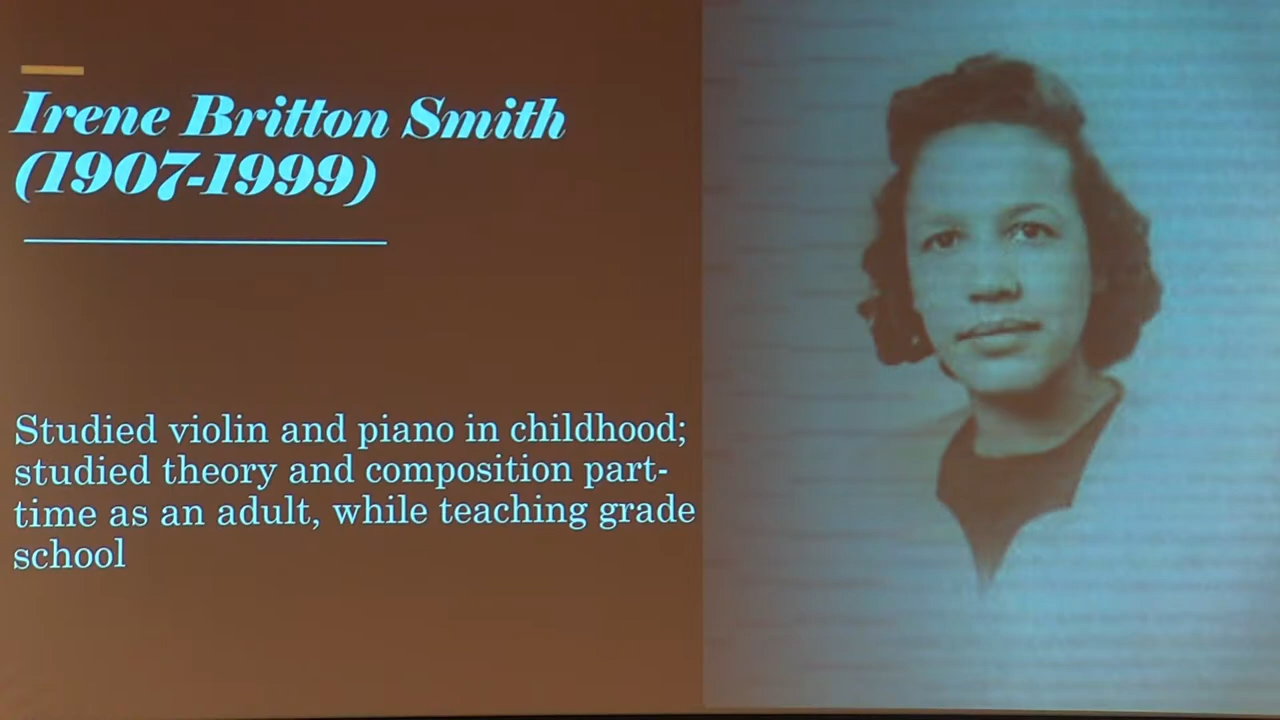 Irene Britton Smith
(1907-1999)
Studied violin and piano in childhood;
studied theory and composition part-
time as an adult, while teaching grade
school